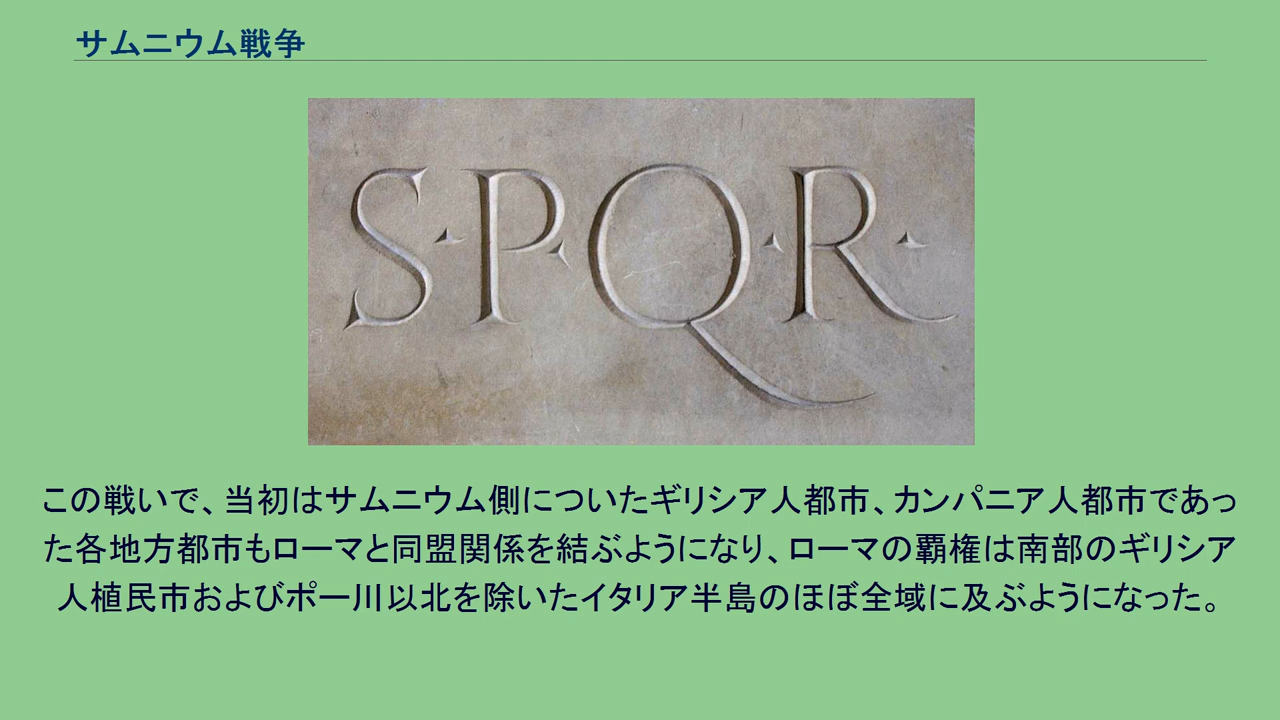 サムニウム戦争
S·P·Q·R·
この戦いで、当初はサムニウム側についたギリシア人都市、カンパニア人都市であっ
た各地方都市もローマと同盟関係を結ぶようになり、ローマの覇権は南部のギリシア
人植民市およびポー川以北を除いたイタリア半島のほぼ全域に及ぶようになった。